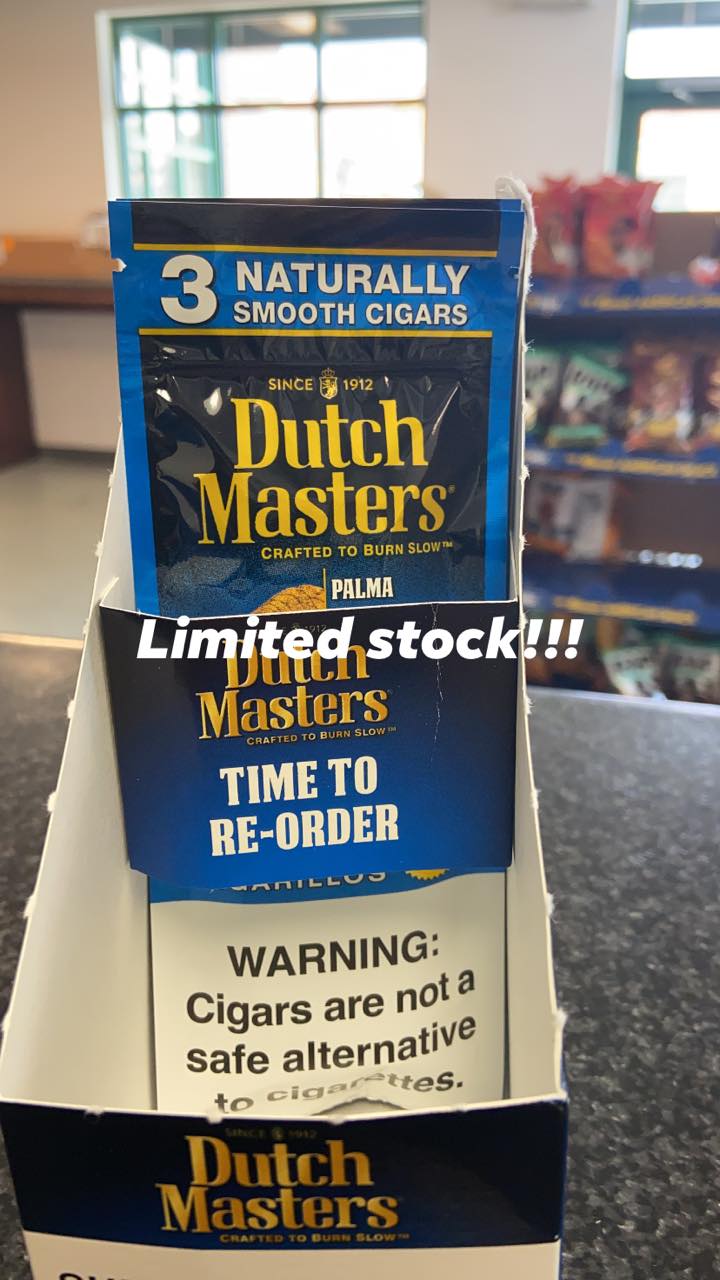 3 NATURALLY
SMOOTH CIGARS
SINCE 1912
Dutch
Masters®
CRAFTED TO BURN SLOW™
PALMA
Limited stock!!!
Dutch
Masters
CRAFTED TO BURN SLOW™
TIME TO
RE-ORDER
WARNING:
Cigars are not a
safe alternative
to cigarettes.
SINCE 1912
Dutch
Masters
CRAFTED TO BURN SLOW™